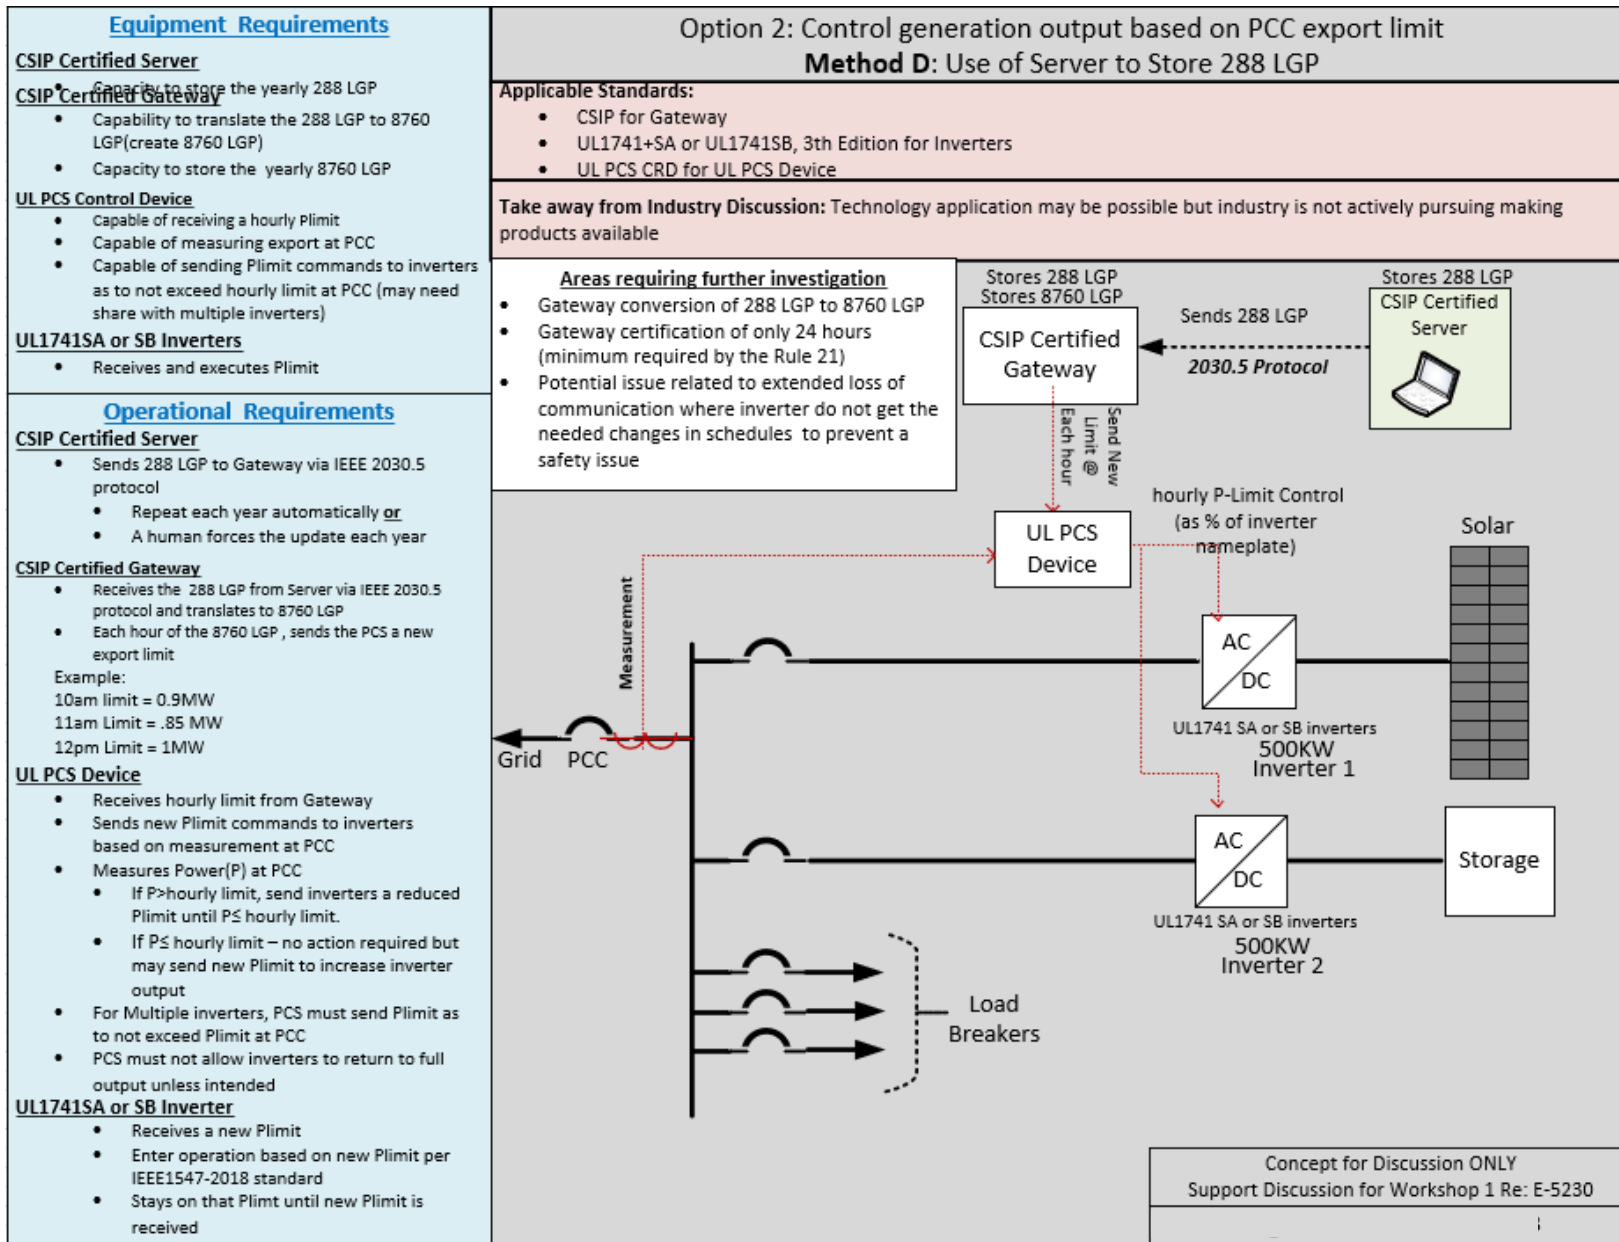 Equipment Requirements
CSIP Certified Server
• Capacity to store the yearly 288 LGP
CSIP Certified Gateway
• Capability to translate the 288 LGP to 8760
LGP(create 8760 LGP)
• Capacity to store the yearly 8760 LGP
UL PCS Control Device
• Capable of receiving a hourly Plimit
• Capable of measuring export at PCC
• Capable of sending Plimit commands to inverters
as to not exceed hourly limit at PCC (may need
share with multiple inverters)
UL1741SA or SB Inverters
• Receives and executes Plimit
Operational Requirements
CSIP Certified Server
• Sends 288 LGP to Gateway via IEEE 2030.5
protocol
• Repeat each year automatically or
• A human forces the update each year
CSIP Certified Gateway
• Receives the 288 LGP from Server via IEEE 2030.5
protocol and translates to 8760 LGP
• Each hour of the 8760 LGP , sends the PCS a new
export limit
Example:
10am limit = 0.9MW
11am Limit = .85 MW
12pm Limit = 1MW
UL PCS Device
• Receives hourly limit from Gateway
• Sends new Plimit commands to inverters
based on measurement at PCC
• Measures Power(P) at PCC
• If P>hourly limit, send inverters a reduced
Plimit until P≤ hourly limit.
• If P≤ hourly limit – no action required but
may send new Plimit to increase inverter
output
• For Multiple inverters, PCS must send Plimit as
to not exceed Plimit at PCC
• PCS must not allow inverters to return to full
output unless intended
UL1741SA or SB Inverter
• Receives a new Plimit
• Enter operation based on new Plimit per
IEEE1547-2018 standard
• Stays on that Plimt until new Plimit is
received
Option 2: Control generation output based on PCC export limit
Method D: Use of Server to Store 288 LGP
Applicable Standards:
• CSIP for Gateway
• UL1741+SA or UL1741SB, 3th Edition for Inverters
• UL PCS CRD for UL PCS Device
Take away from Industry Discussion: Technology application may be possible but industry is not actively pursuing making
products available
Areas requiring further investigation
• Gateway conversion of 288 LGP to 8760 LGP
• Gateway certification of only 24 hours
(minimum required by the Rule 21)
• Potential issue related to extended loss of
communication where inverter do not get the
needed changes in schedules to prevent a
safety issue
Stores 288 LGP
Stores 8760 LGP
CSIP Certified
Gateway
Sends 288 LGP
2030.5 Protocol
Stores 288 LGP
CSIP Certified
Server
Send New
Limit @
Each hour
UL PCS
Device
hourly P-Limit Control
(as % of inverter
nameplate)
Solar
Measurement
AC
DC
UL1741 SA or SB inverters
500KW
Inverter 1
Grid
PCC
AC
DC
Storage
UL1741 SA or SB inverters
500KW
Inverter 2
Load
Breakers
Concept for Discussion ONLY
Support Discussion for Workshop 1 Re: E-5230